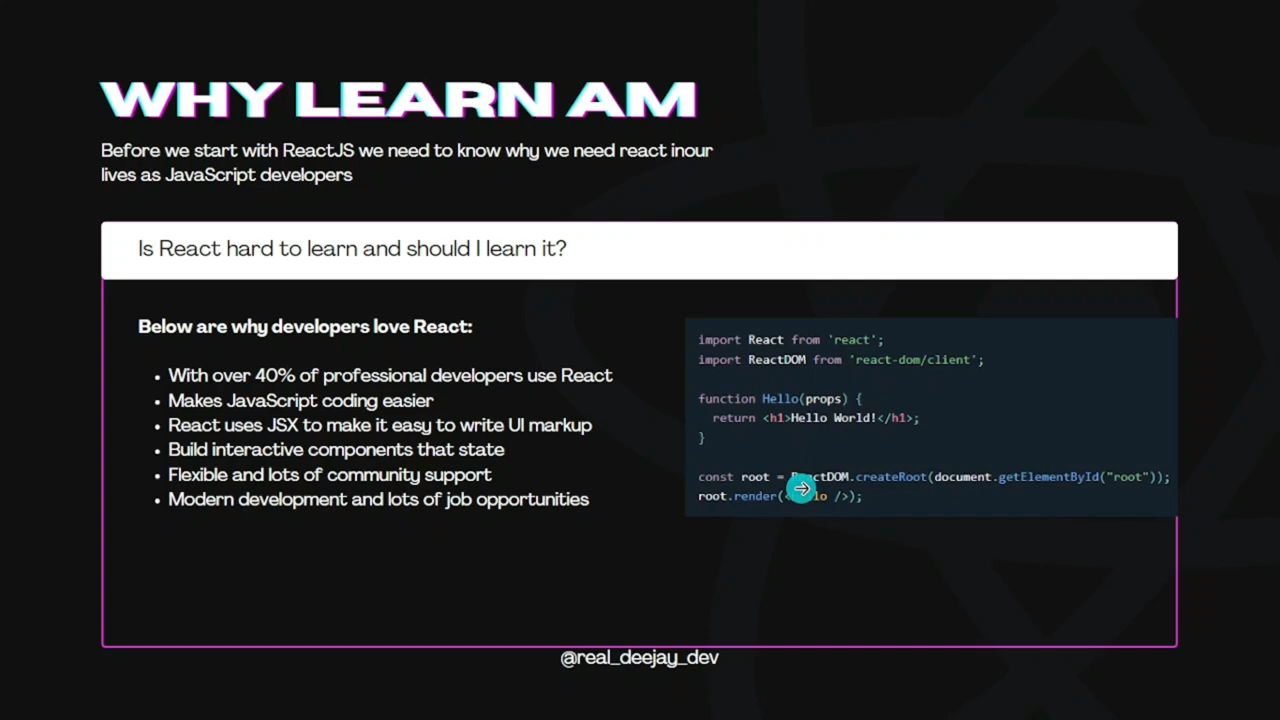 WHY LEARN AM
Before we start with ReactJS we need to know why we need react inour
lives as JavaScript developers
Is React hard to learn and should I learn it?
Below are why developers love React:
• With over 40% of professional developers use React
• Makes JavaScript coding easier
• React uses JSX to make it easy to write UI markup
• Build interactive components that state
• Flexible and lots of community support
• Modern development and lots of job opportunities
import React from 'react';
import ReactDOM from 'react-dom/client';
function Hello(props) {
  return <h1>Hello World!</h1>;
}
const root = ReactDOM.createRoot(document.getElementById("root"));
root.render(<Hello />);
@real_deejay_dev